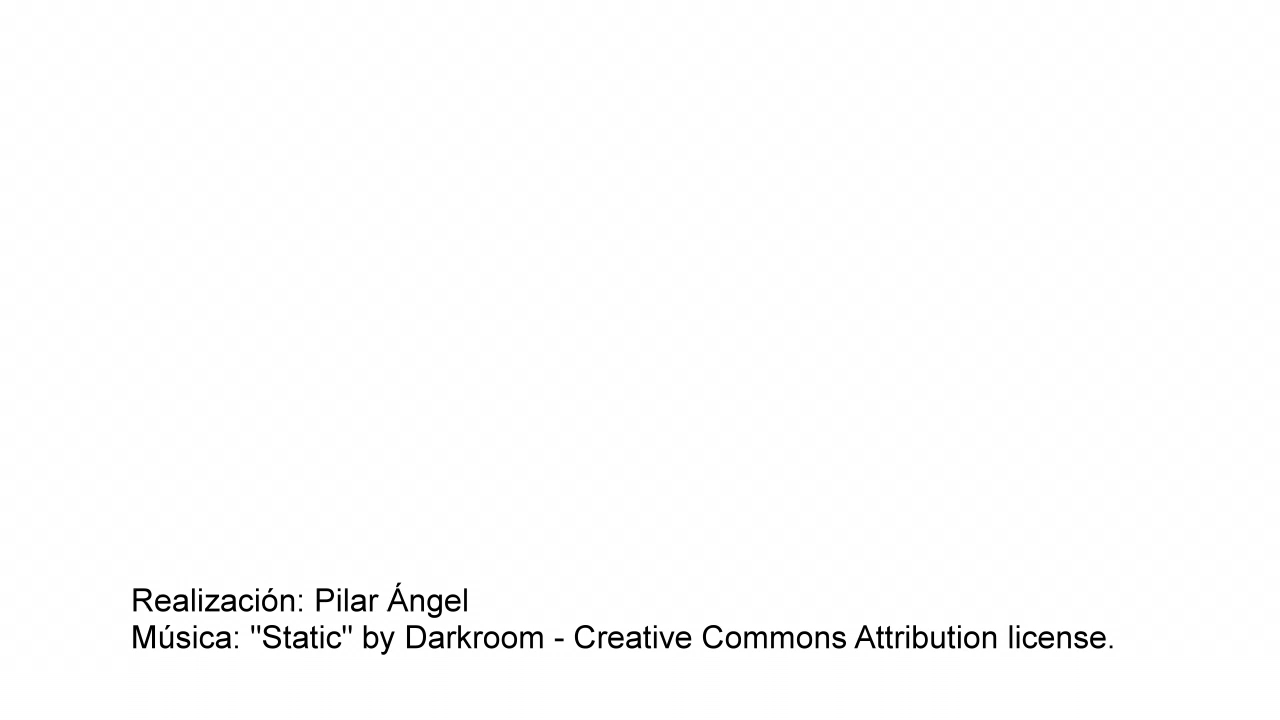 Realización: Pilar Ángel
Música: "Static" by Darkroom - Creative Commons Attribution license.